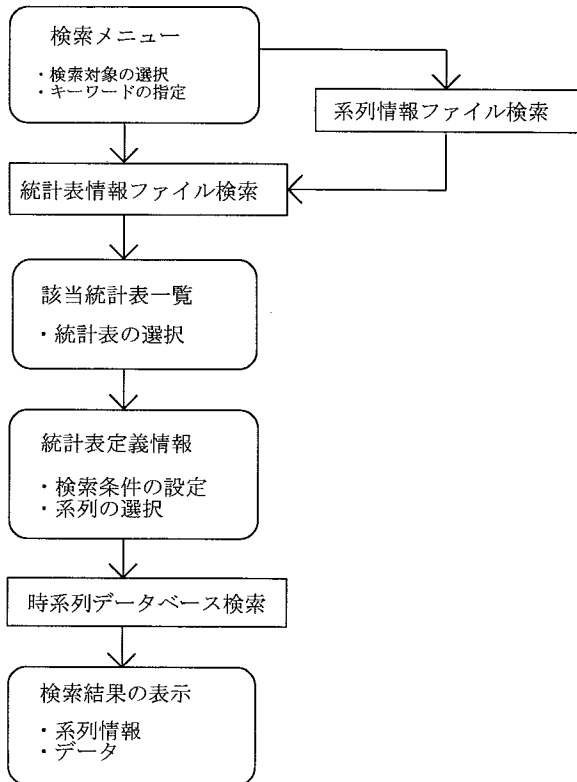 検索メニュー
・検索対象の選択
・キーワードの指定
系列情報ファイル検索
統計表情報ファイル検索
該当統計表一覧
・統計表の選択
統計表定義情報
・検索条件の設定
・系列の選択
時系列データベース検索
検索結果の表示
・系列情報
・データ